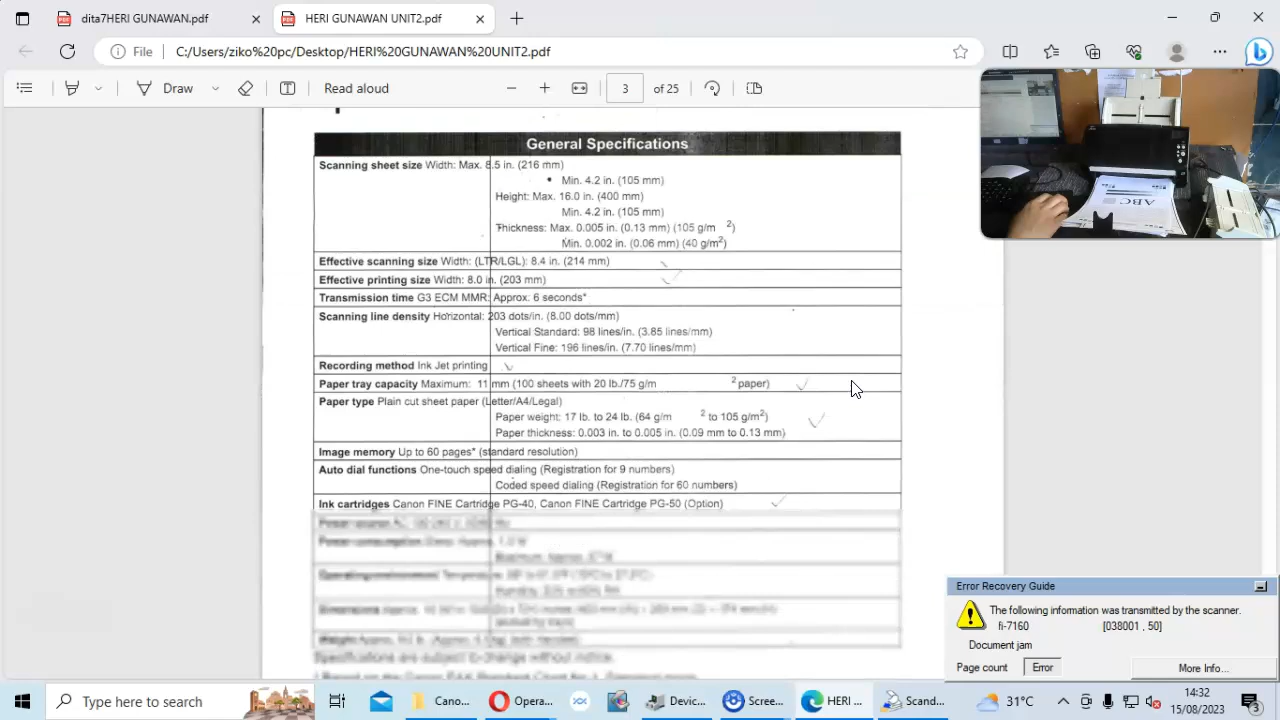 dita7HERI GUNAWAN.pdf
HERI GUNAWAN UNIT2.pdf
File C:/Users/ziko%20pc/Desktop/HERI%20GUNAWAN%20UNIT2.pdf
Draw Read aloud 3 of 25
General Specifications
Scanning sheet size Width: Max. 8.5 in. (216 mm)
Min. 4.2 in. (105 mm)
Height: Max. 16.0 in. (400 mm)
Min. 4.2 in. (105 mm)
Thickness: Max. 0.005 in. (0.13 mm) (105 g/m 2)
Min. 0.002 in. (0.06 mm) (40 g/m2)
Effective scanning size Width: (LTR/LGL): 8.4 in. (214 mm)
Effective printing size Width: 8.0 in. (203 mm)
Transmission time G3 ECM MMR: Approx. 6 seconds*
Scanning line density Horizontal: 203 dots/in. (8.00 dots/mm)
Vertical Standard: 98 lines/in. (3.85 lines/mm)
Vertical Fine: 196 lines/in. (7.70 lines/mm)
Recording method Ink Jet printing
Paper tray capacity Maximum: 11 mm (100 sheets with 20 lb./75 g/m 2 paper)
Paper type Plain cut sheet paper (Letter/A4/Legal)
Paper weight: 17 lb. to 24 lb. (64 g/m 2 to 105 g/m2)
Paper thickness: 0.003 in. to 0.005 in. (0.09 mm to 0.13 mm)
Image memory Up to 60 pages* (standard resolution)
Auto dial functions One-touch speed dialing (Registration for 9 numbers)
Coded speed dialing (Registration for 60 numbers)
Ink cartridges Canon FINE Cartridge PG-40, Canon FINE Cartridge PG-50 (Option)
Specifications are subject to change without notice.
ABC
Error Recovery Guide
The following infomation was transmitted by the scanner.
fi-7160 [038001 . 50]
Document jam
Page count Error More Info...
Type here to search
Cano...
Opera...
Devic...
Scree...
HERI ...
Scand...
31°C
14:32
15/08/2023
3